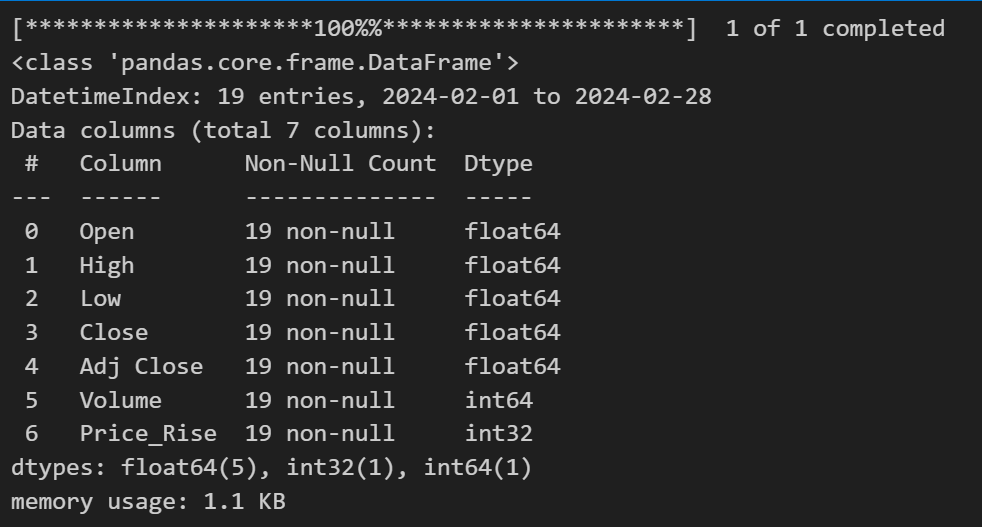 [*********************100%%**********************]  1 of 1 completed
<class 'pandas.core.frame.DataFrame'>
DatetimeIndex: 19 entries, 2024-02-01 to 2024-02-28
Data columns (total 7 columns):
 #   Column      Non-Null Count  Dtype
---  ------      --------------  -----
 0   Open        19 non-null     float64
 1   High        19 non-null     float64
 2   Low         19 non-null     float64
 3   Close       19 non-null     float64
 4   Adj Close   19 non-null     float64
 5   Volume      19 non-null     int64
 6   Price_Rise  19 non-null     int32
dtypes: float64(5), int32(1), int64(1)
memory usage: 1.1 KB